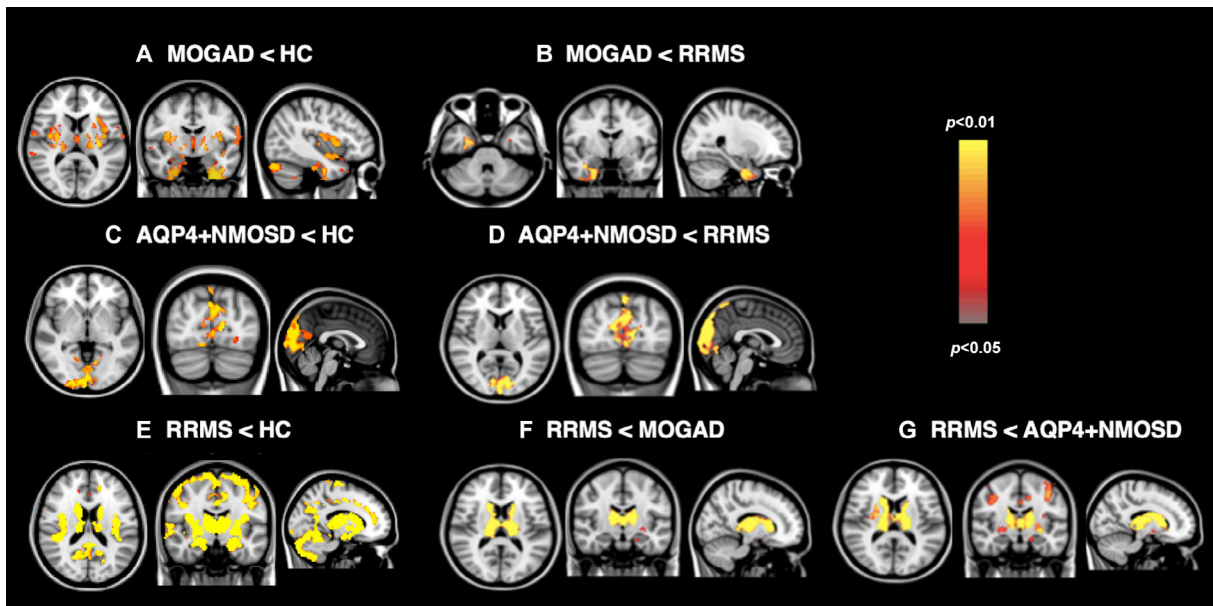 A MOGAD < HC
B MOGAD < RRMS
p<0.01
p<0.05
C AQP4+NMOSD < HC
D AQP4+NMOSD < RRMS
E RRMS < HC
F RRMS < MOGAD
G RRMS < AQP4+NMOSD